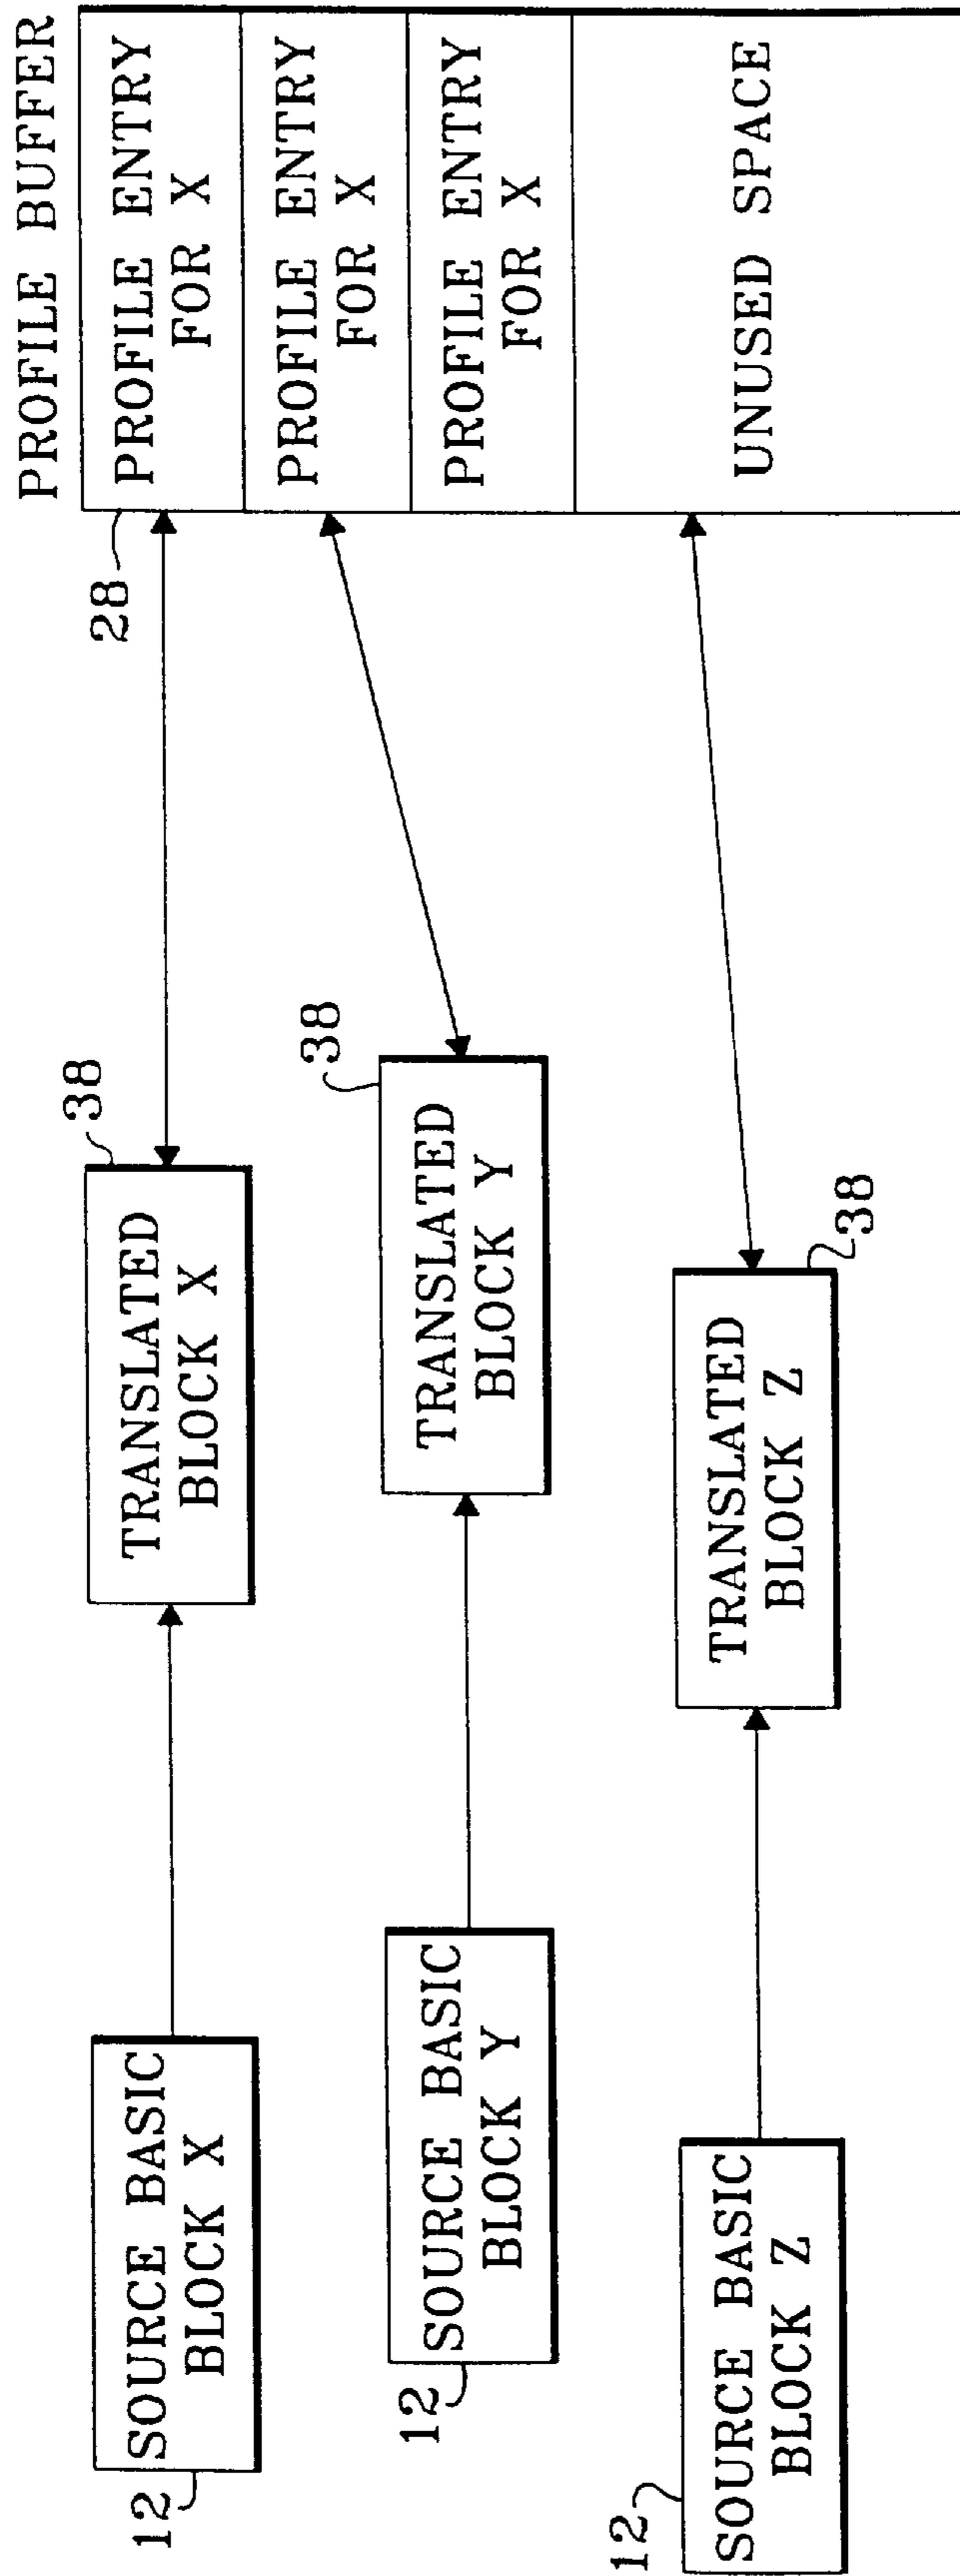 PROFILE BUFFER
28
PROFILE ENTRY
FOR X
PROFILE ENTRY
FOR X
PROFILE ENTRY
FOR X
UNUSED SPACE
38
TRANSLATED
BLOCK X
38
TRANSLATED
BLOCK Y
38
TRANSLATED
BLOCK Z
12
SOURCE BASIC
BLOCK X
12
SOURCE BASIC
BLOCK Y
12
SOURCE BASIC
BLOCK Z